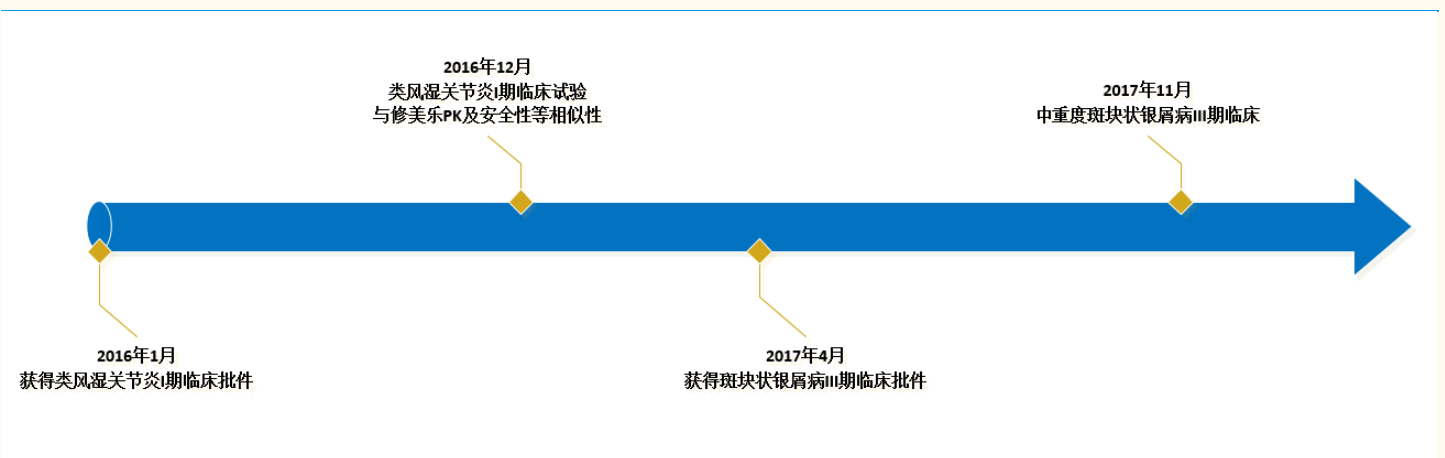 2016年12月
类风湿关节炎I期临床试验
与修美乐PK及安全性等相似性
2017年11月
中重度斑块状银屑病III期临床
2016年1月
获得类风湿关节炎I期临床批件
2017年4月
获得斑块状银屑病III期临床批件